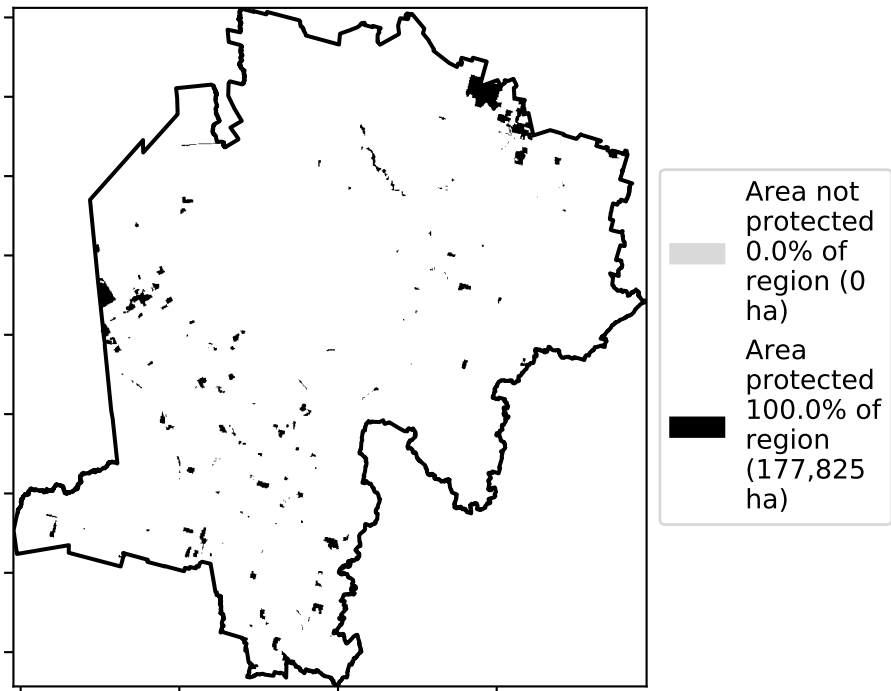 Area not
protected
0.0% of
region (0
ha)
Area
protected
100.0% of
region
(177,825
ha)